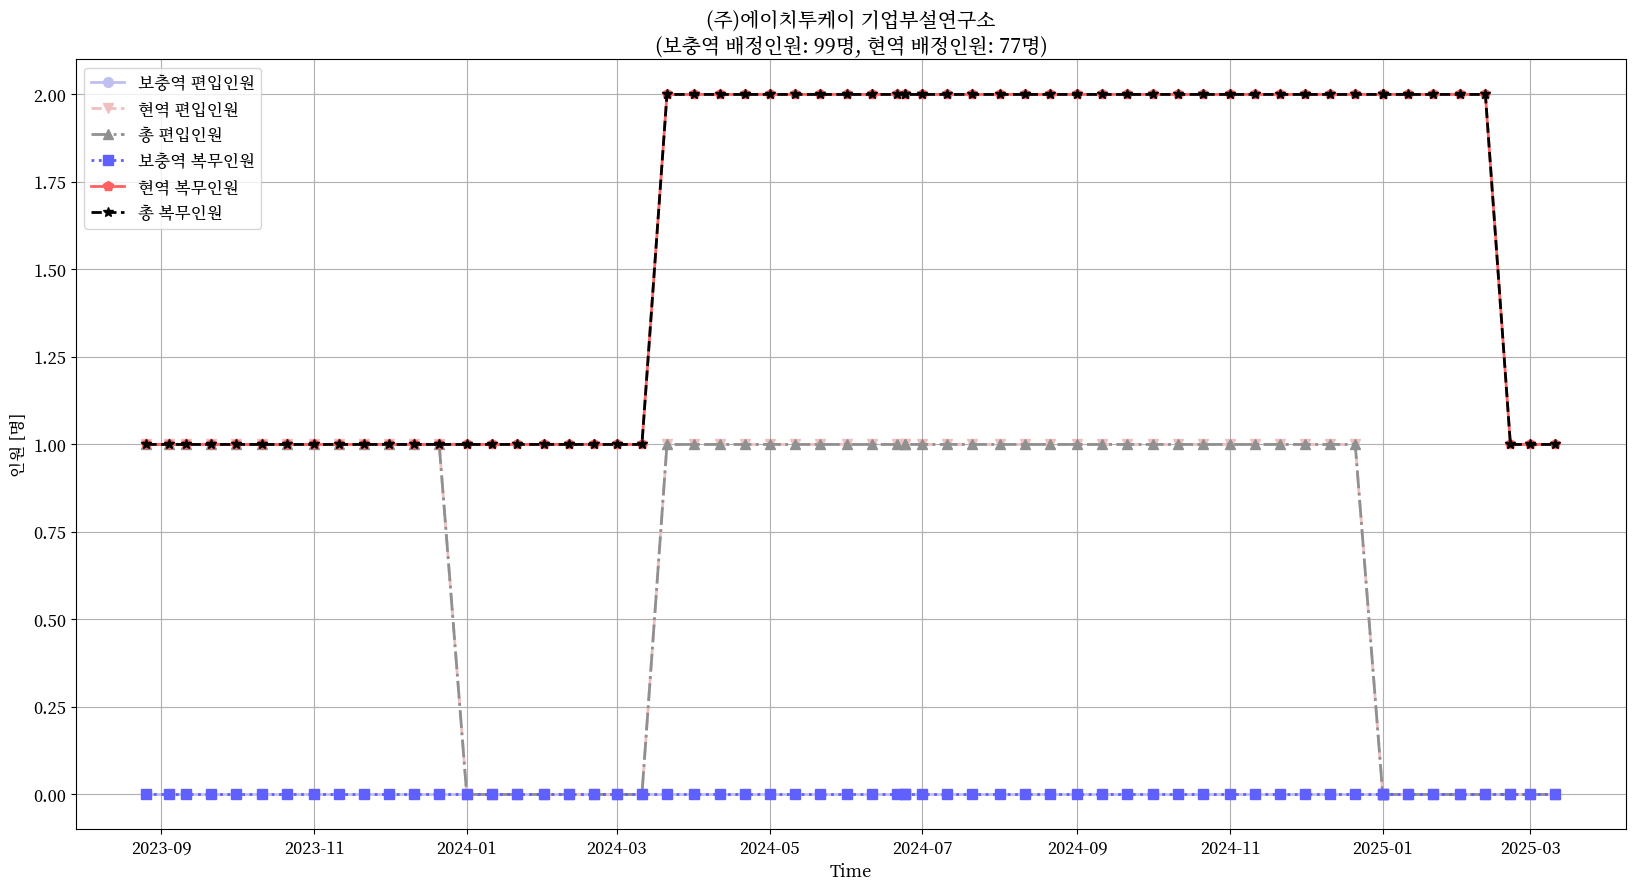 (주)에이치투케이 기업부설연구소
(보충역 배정인원: 99명, 현역 배정인원: 77명)
보충역 편입인원
현역 편입인원
총 편입인원
보충역 복무인원
현역 복무인원
총 복무인원
인원 [명]
2.00
1.75
1.50
1.25
1.00
0.75
0.50
0.25
0.00
2023-09
2023-11
2024-01
2024-03
2024-05
2024-07
2024-09
2024-11
2025-01
2025-03
Time